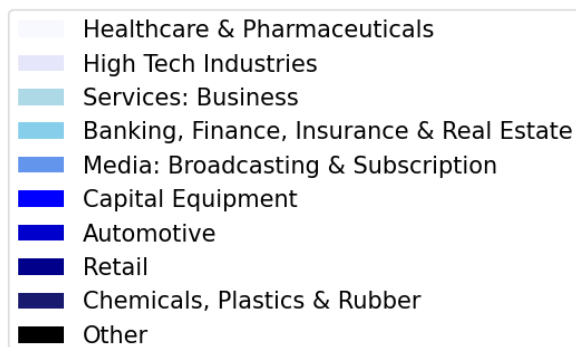 Healthcare & Pharmaceuticals
High Tech Industries
Services: Business
Banking, Finance, Insurance & Real Estate
Media: Broadcasting & Subscription
Capital Equipment
Automotive
Retail
Chemicals, Plastics & Rubber
Other